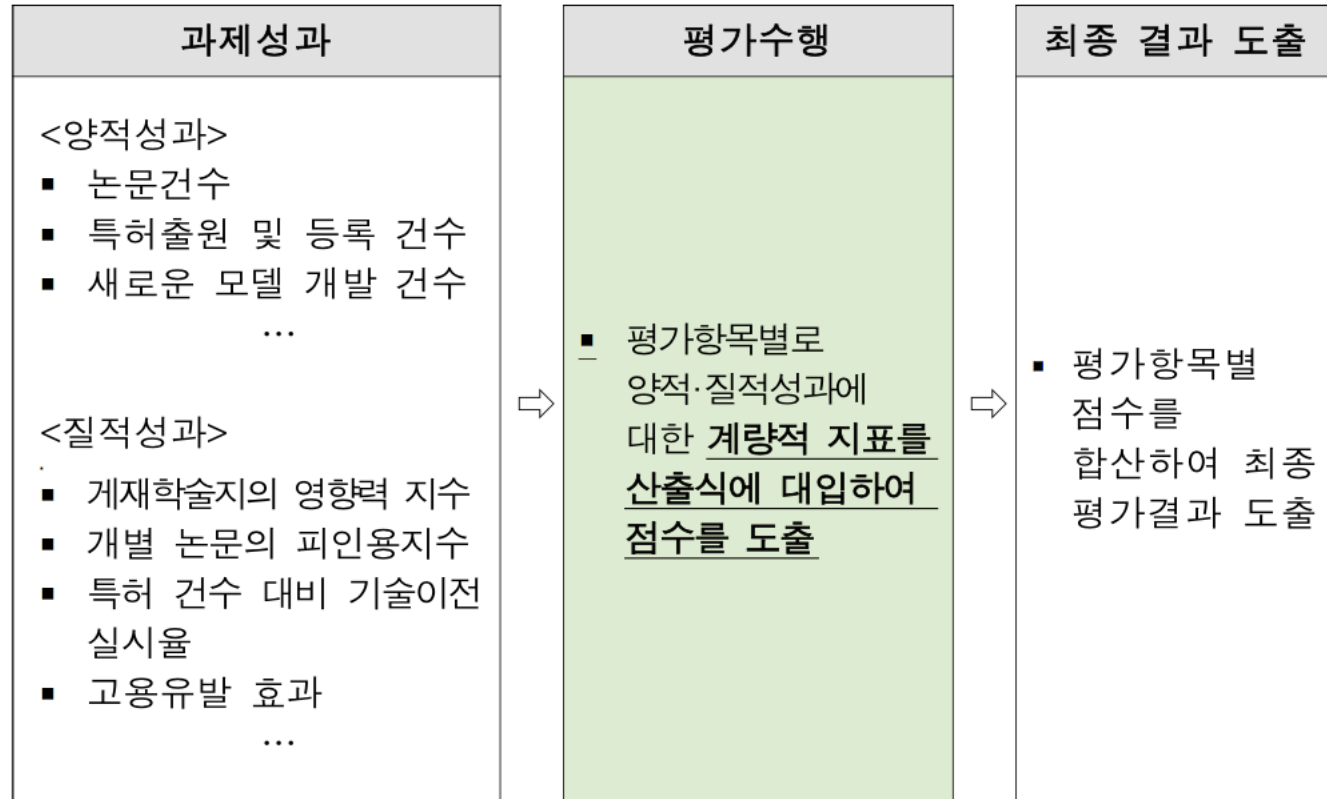 과제성과
<양적성과>
▪ 논문건수
▪ 특허출원 및 등록 건수
▪ 새로운 모델 개발 건수
…
<질적성과>
▪ 게재학술지의 영향력 지수
▪ 개별 논문의 피인용지수
▪ 특허 건수 대비 기술이전
실시율
▪ 고용유발 효과
…
⇨
평가수행
▪ 평가항목별로
양적·질적성과에
대한 계량적 지표를
산출식에 대입하여
점수를 도출
⇨
최종 결과 도출
▪ 평가항목별
점수를
합산하여 최종
평가결과 도출